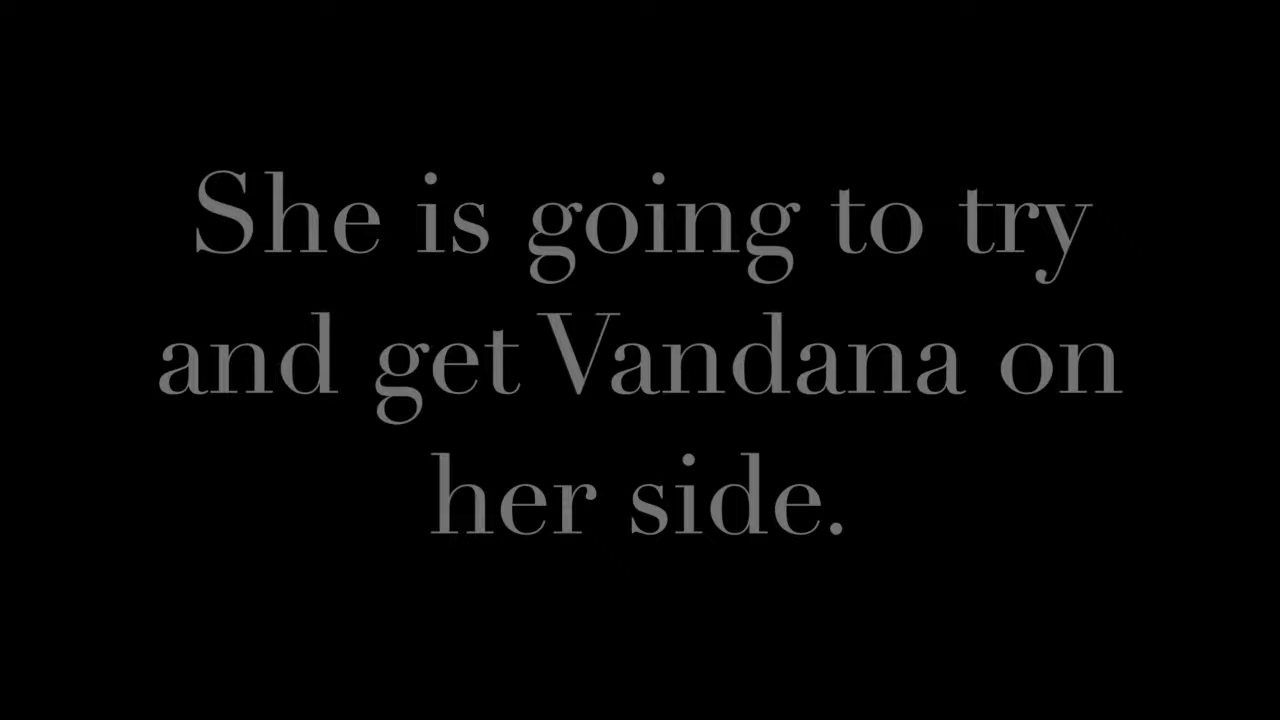 She is going to try
and get Vandana on
her side.